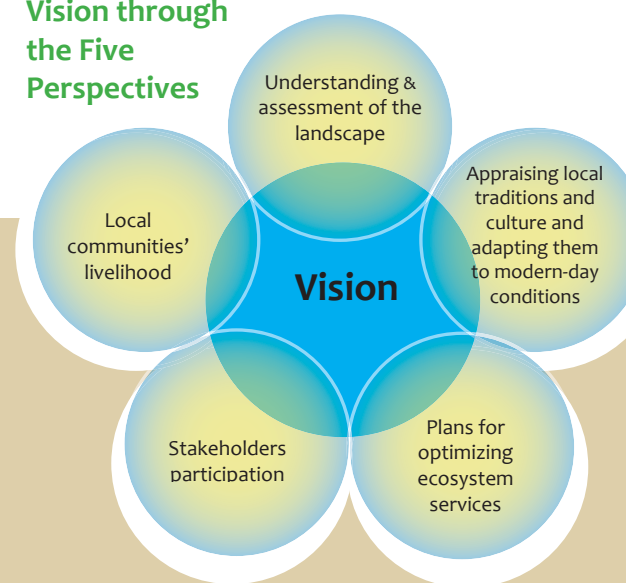 Vision through
the Five
Perspectives
Understanding &
assessment of the
landscape
Appraising local
traditions and
culture and
adapting them
to modern-day
conditions
Local
communities’
livelihood
Vision
Stakeholders
participation
Plans for
optimizing
ecosystem
services